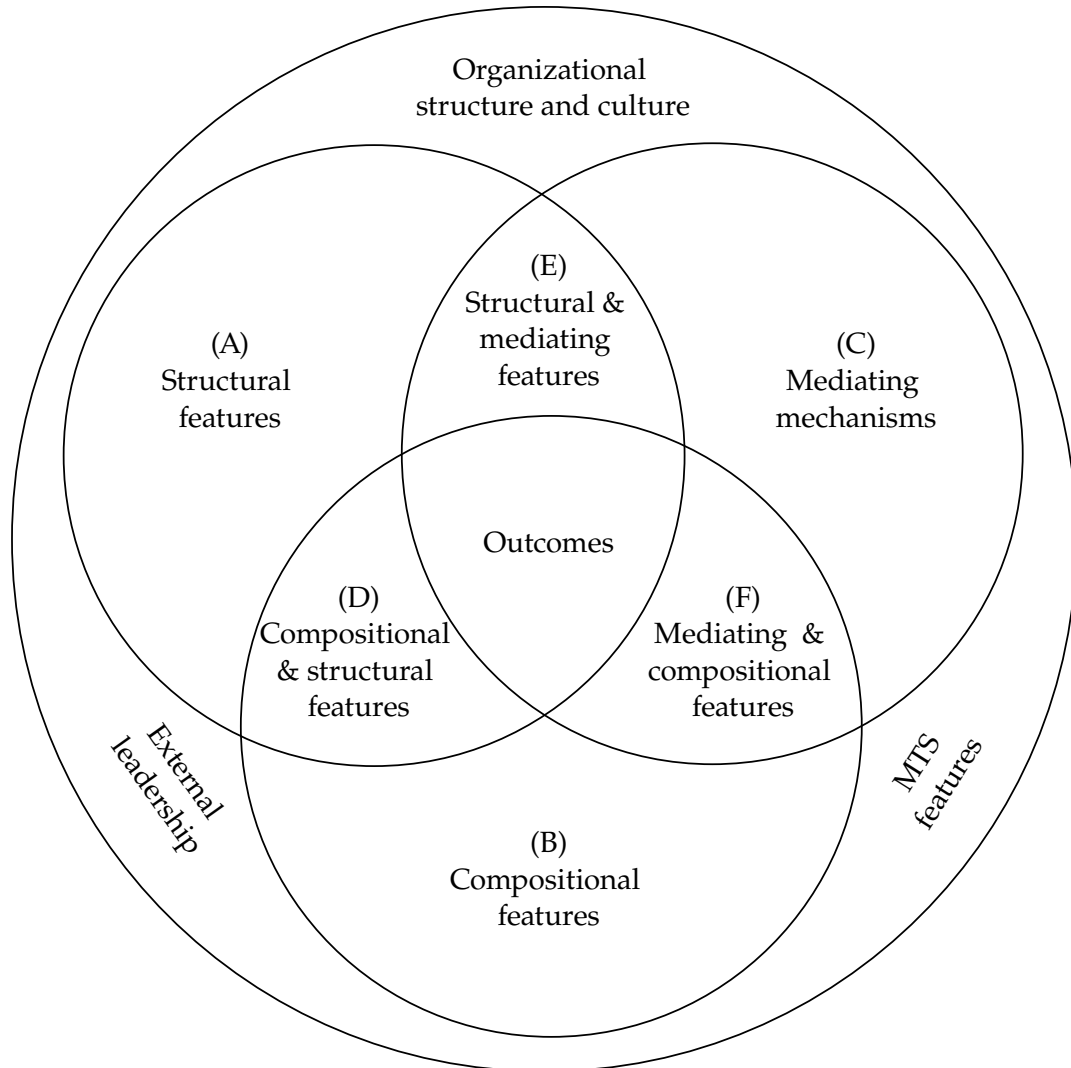 Organizational
structure and culture
(E)
Structural &
mediating
features
(A)
Structural
features
(C)
Mediating
mechanisms
Outcomes
(D)
Compositional
& structural
features
(F)
Mediating &
compositional
features
External
leadership
MTS
features
(B)
Compositional
features